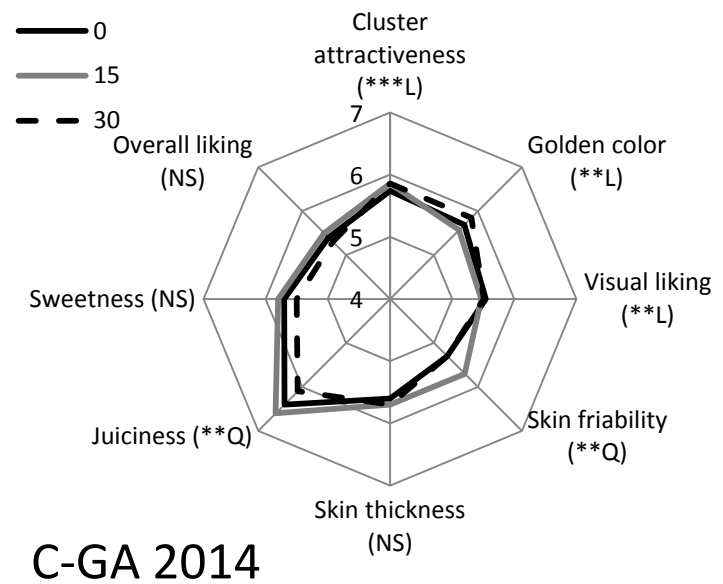 0
15
30
Cluster
attractiveness
(***L)
7
6
5
4
Golden color
(**L)
Visual liking
(**L)
Skin friability
(**Q)
Skin thickness
(NS)
Juiciness (**Q)
Sweetness (NS)
Overall liking
(NS)
C-GA 2014